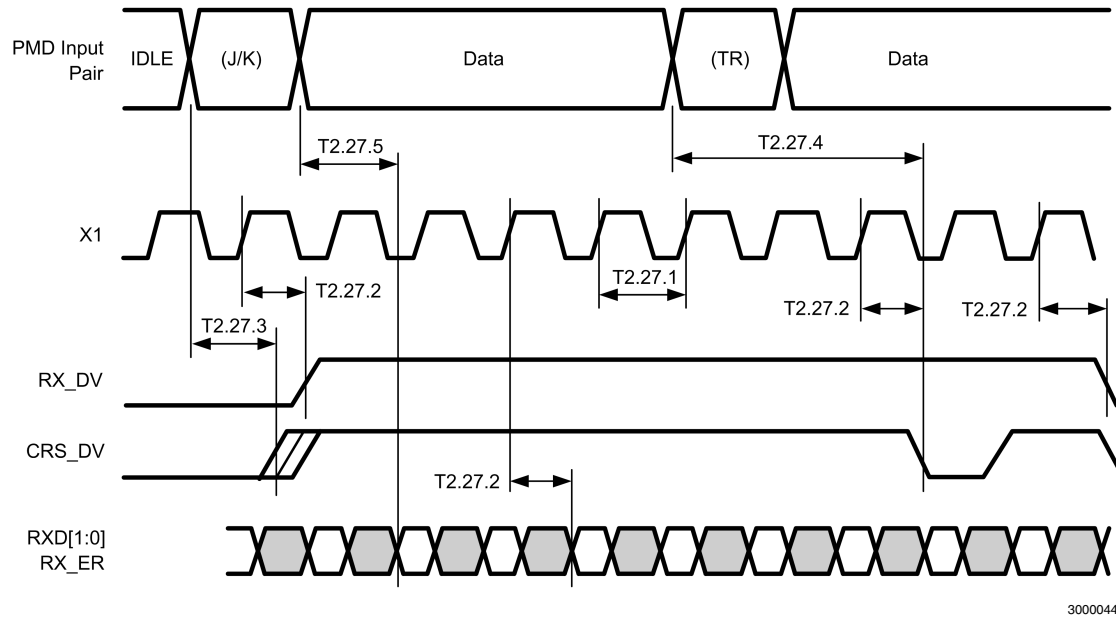 PMD Input
Pair
IDLE
(J/K)
Data
(TR)
Data
T2.27.5
T2.27.4
X1
T2.27.2
T2.27.1
T2.27.2
T2.27.2
T2.27.3
RX_DV
CRS_DV
T2.27.2
RXD[1:0]
RX_ER
3000044